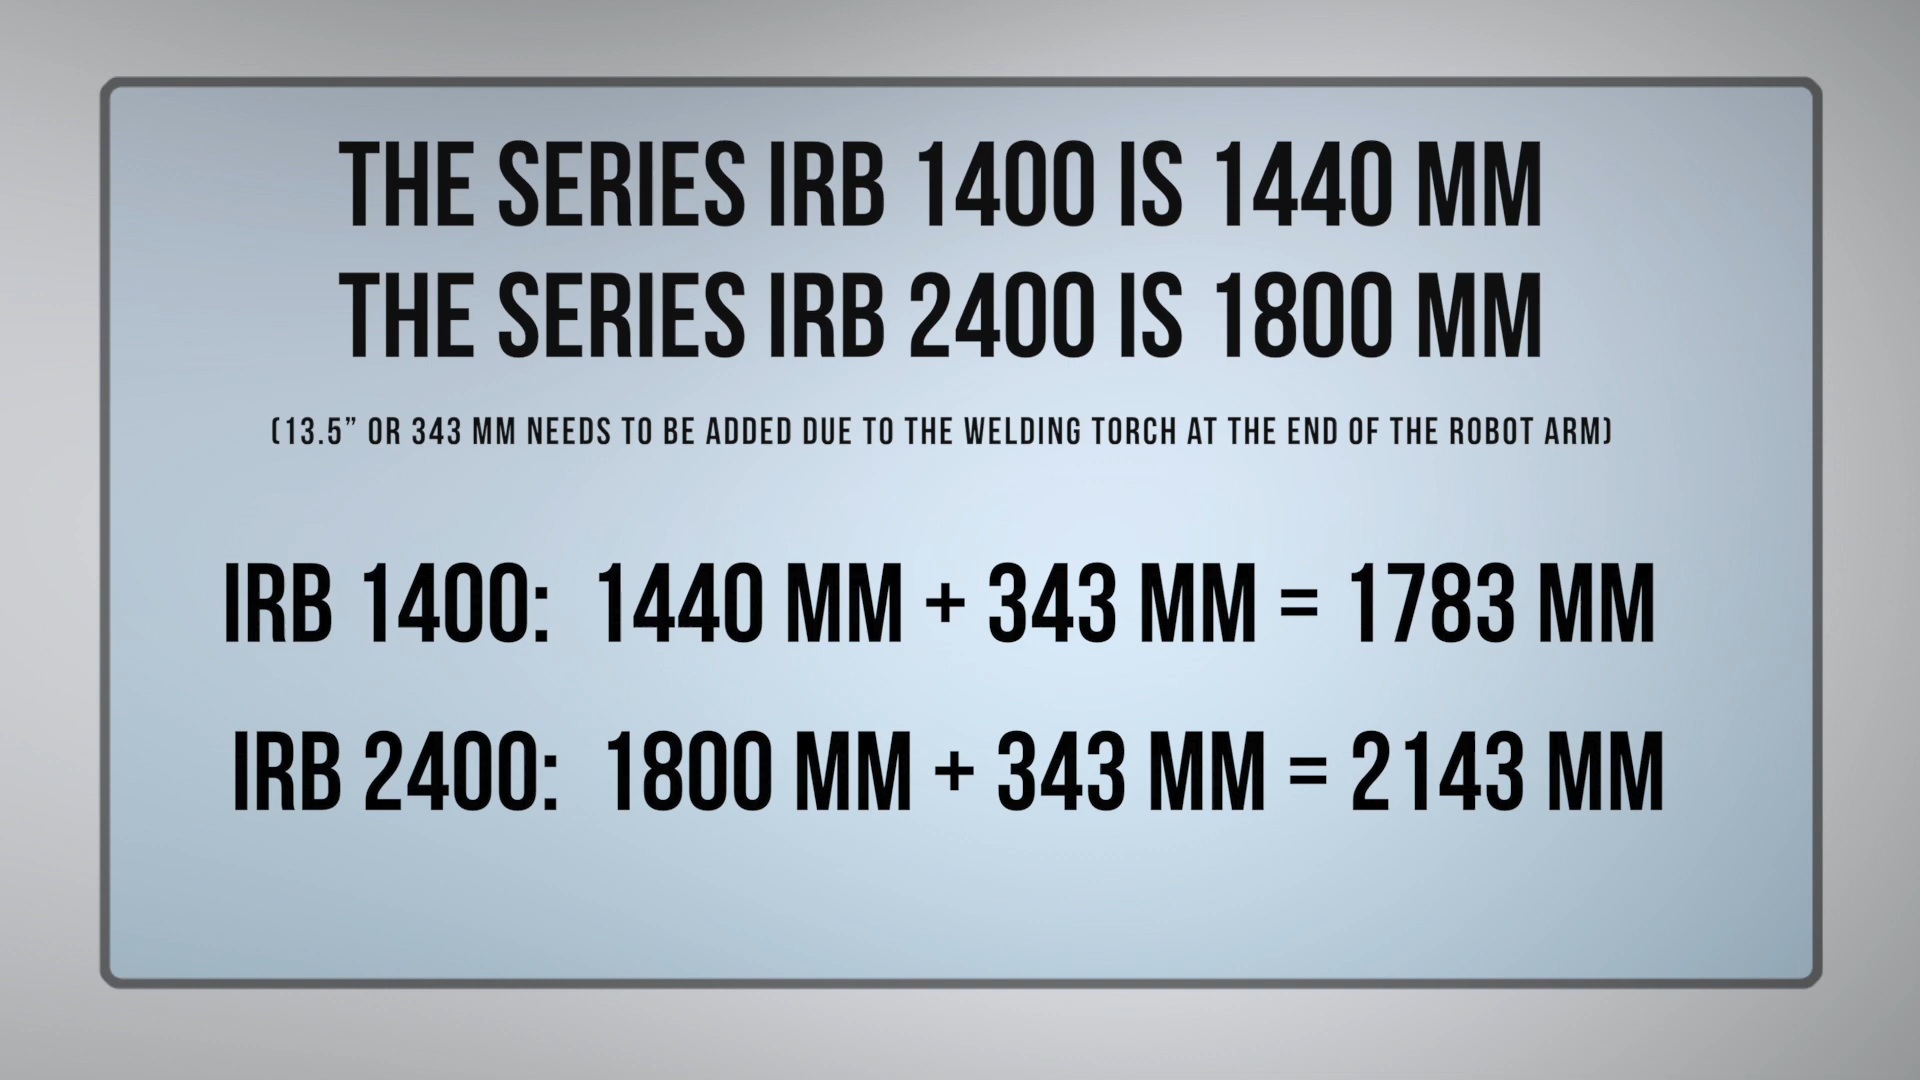 THE SERIES IRB 1400 IS 1440 MM
THE SERIES IRB 2400 IS 1800 MM
(13.5” OR 343 MM NEEDS TO BE ADDED DUE TO THE WELDING TORCH AT THE END OF THE ROBOT ARM)
IRB 1400: 1440 MM + 343 MM = 1783 MM
IRB 2400: 1800 MM + 343 MM = 2143 MM